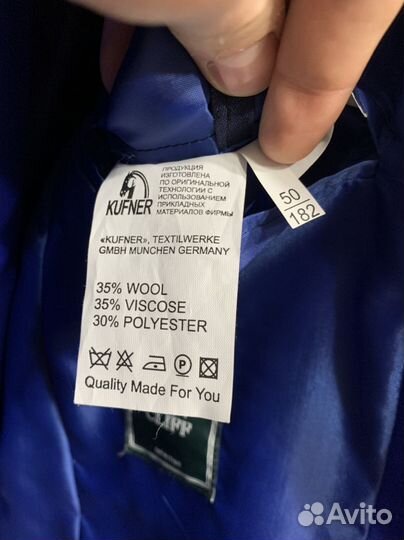 KUFNER
ПРОДУКЦИЯ
ИЗГОТОВЛЕНА
ПО ОРИГИНАЛЬНОЙ
ТЕХНОЛОГИИ С
ИСПОЛЬЗОВАНИЕМ
ПРИКЛАДНЫХ
МАТЕРИАЛОВ ФИРМЫ
«KUFNER», TEXTILWERKE
GMBH MUNCHEN GERMANY
35% WOOL
35% VISCOSE
30% POLYESTER
P
Quality Made For You
50
182
CLIFF
Avito